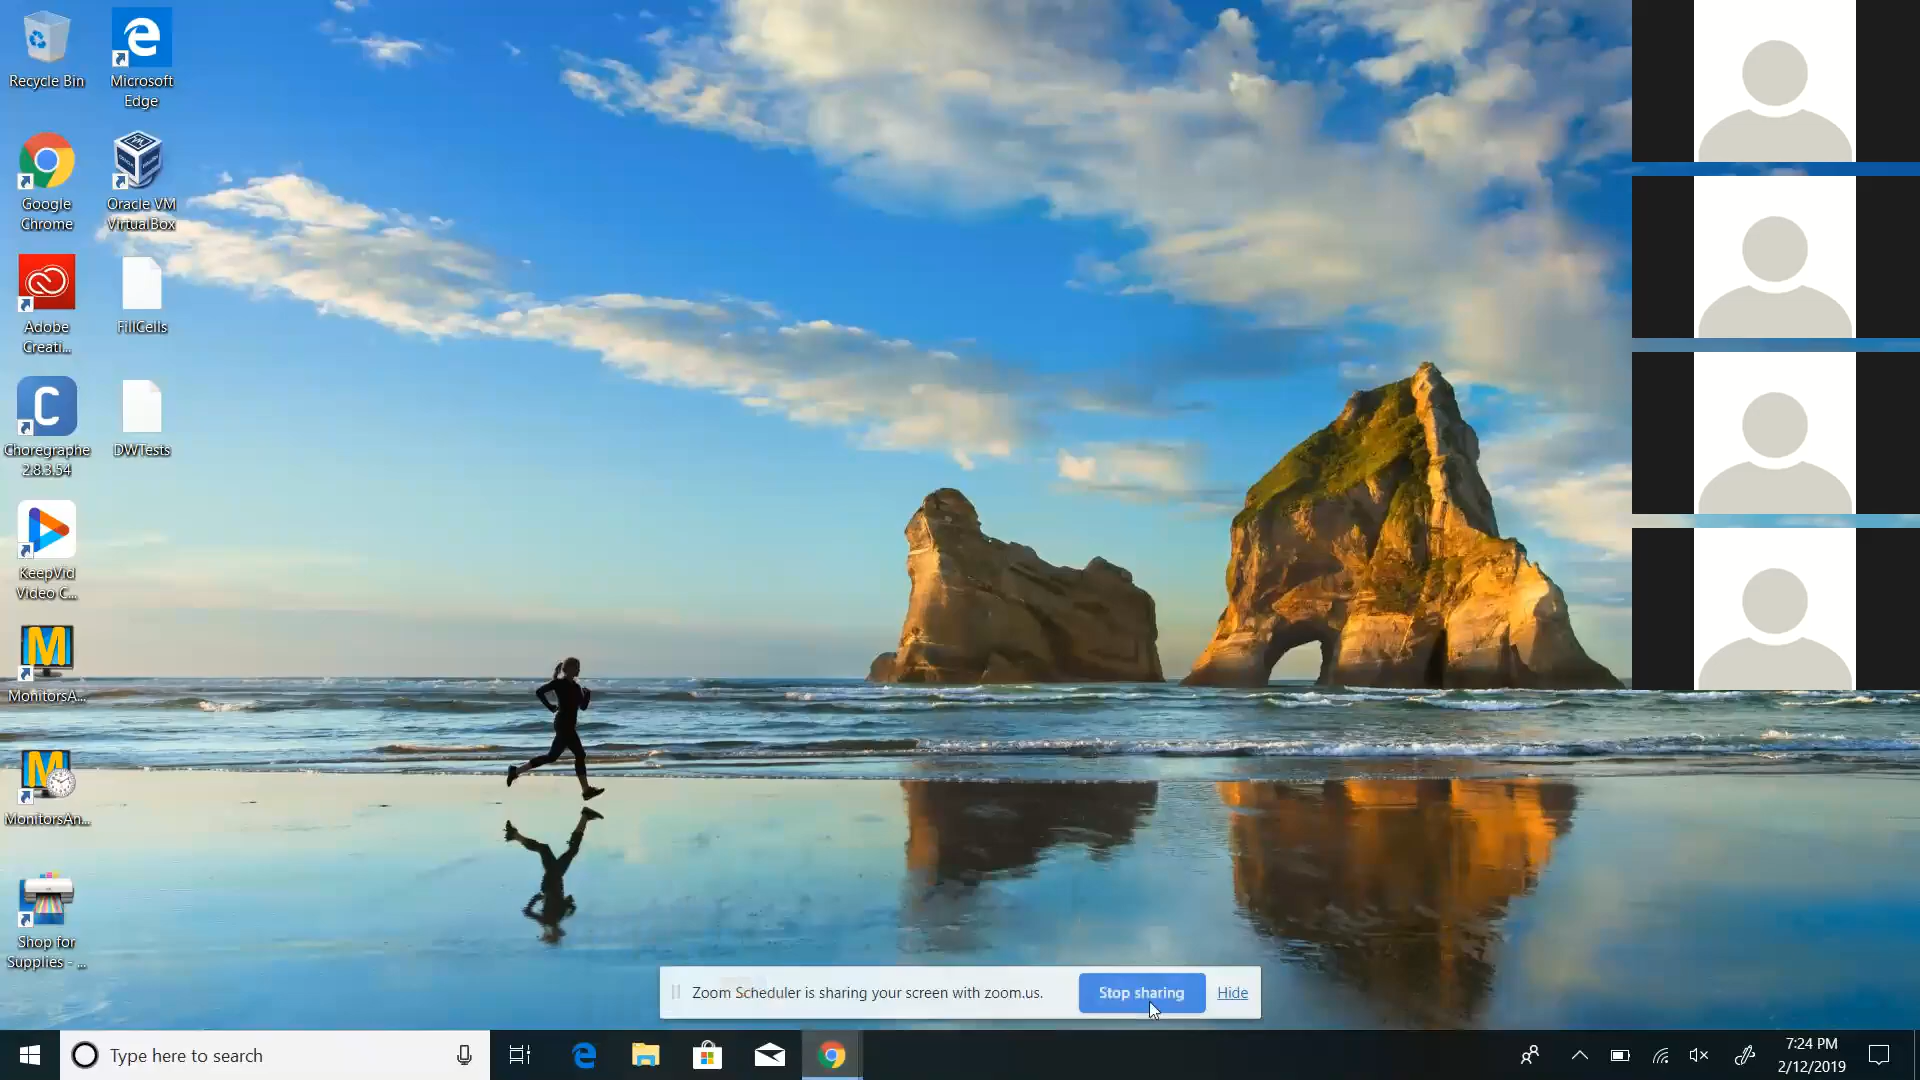 Recycle Bin
Microsoft
Edge
Google
Chrome
Oracle VM
VirtualBox
Adobe
Creati...
FillCells
Choregraphe
2.8.3.54
DWTests
KeepVid
Video C...
MonitorsA...
MonitorsAn...
Shop for
Supplies - ...
Zoom Scheduler is sharing your screen with zoom.us.
Stop sharing
Hide
Type here to search
7:24 PM
2/12/2019